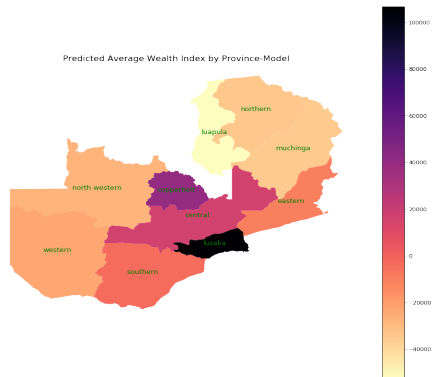 Predicted Average Wealth Index by Province-Model
100000
80000
60000
40000
20000
0
−20000
−40000
northern
luapula
muchinga
north western
eastern
central
lusaka
western
southern